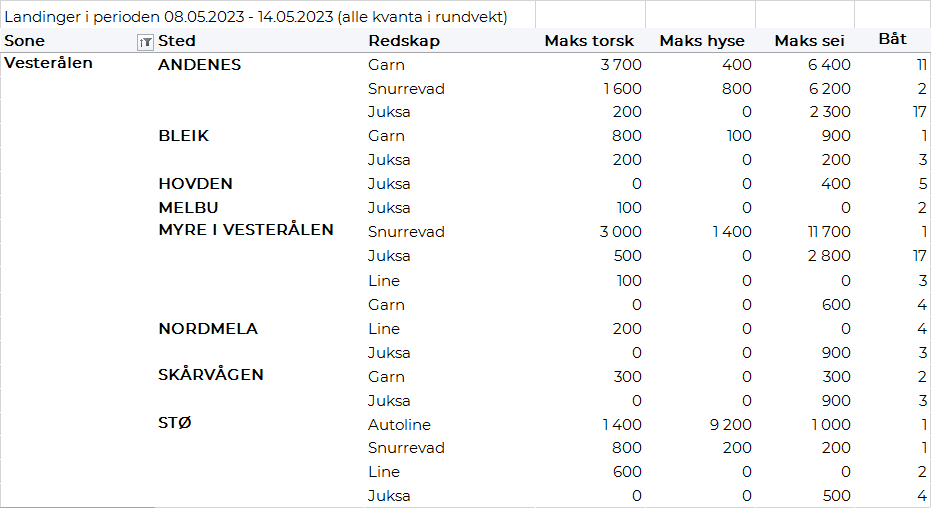 Landinger i perioden 08.05.2023 - 14.05.2023 (alle kvanta i rundvekt)
Sone Sted Redskap Maks torsk Maks hyse Maks sei Båt
Vesterålen ANDENES Garn 3 700 400 6 400 11
Snurrevad 1 600 800 6 200 2
Juksa 200 0 2 300 17
BLEIK Garn 800 100 900 1
Juksa 200 0 200 3
HOVDEN Juksa 0 0 400 5
MELBU Juksa 100 0 0 2
MYRE I VESTERÅLEN Snurrevad 3 000 1 400 11 700 1
Juksa 500 0 2 800 17
Line 100 0 0 3
Garn 0 0 600 4
NORDMELA Line 200 0 0 4
Juksa 0 0 900 3
SKÅRVÅGEN Garn 300 0 300 2
Juksa 0 0 900 3
STØ Autoline 1 400 9 200 1 000 1
Snurrevad 800 200 200 1
Line 600 0 0 2
Juksa 0 0 500 4